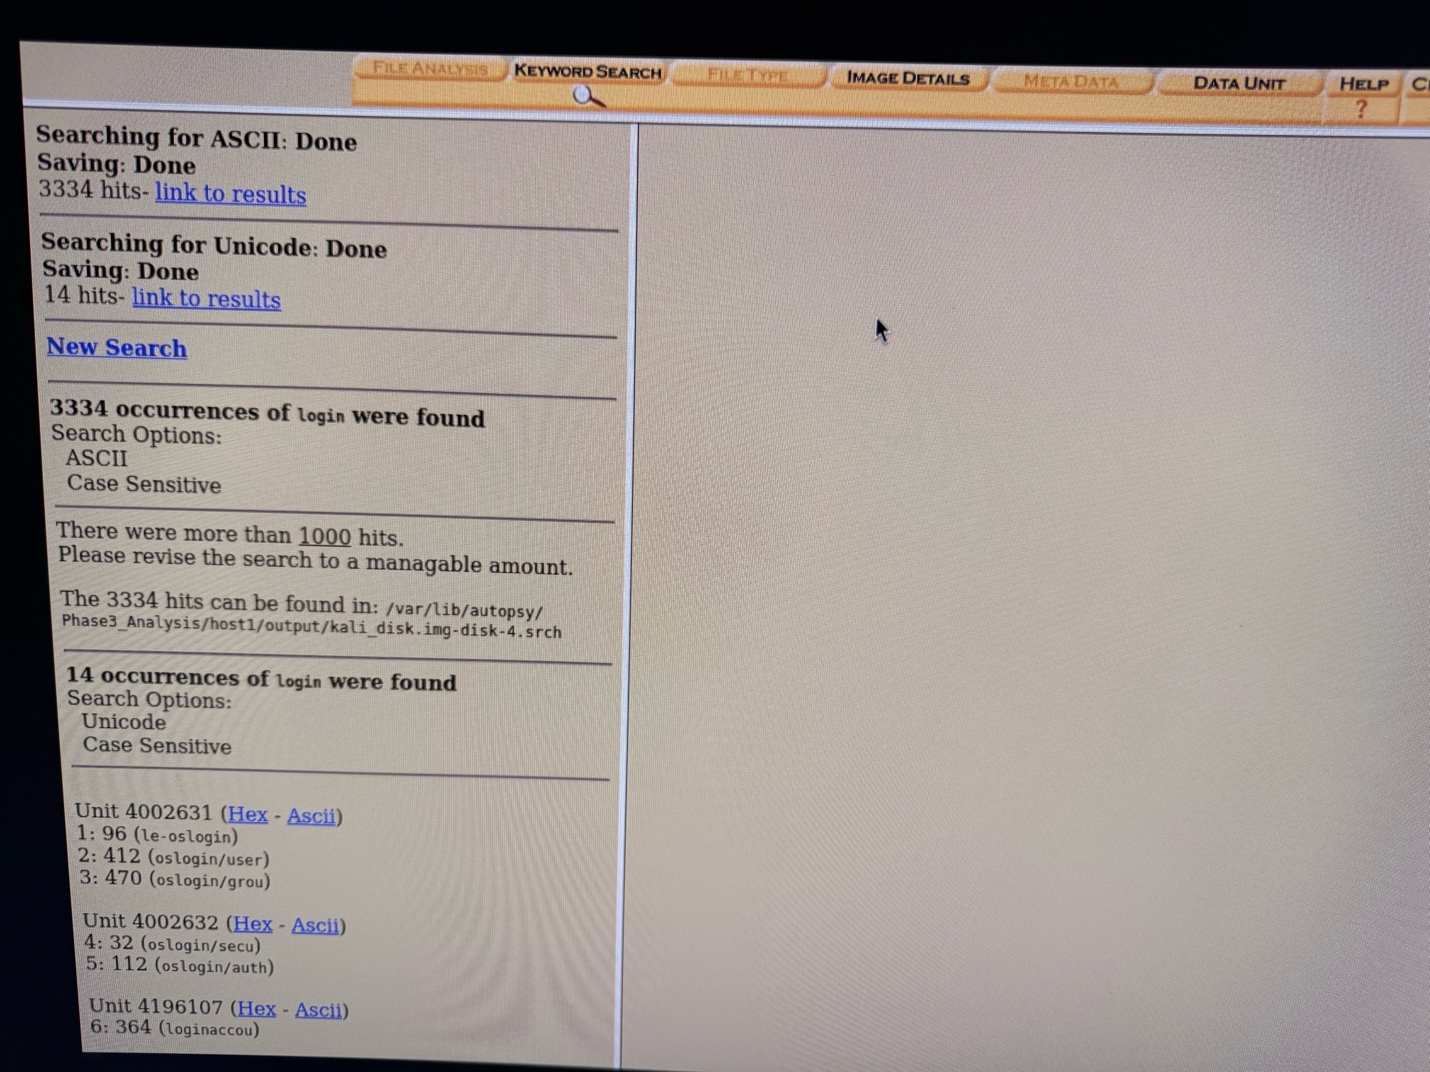 FILE ANALYSIS KEYWORD SEARCH FILE TYPE IMAGE DETAILS META DATA DATA UNIT HELP
?
Searching for ASCII: Done
Saving: Done
3334 hits- link to results
Searching for Unicode: Done
Saving: Done
14 hits- link to results
New Search
3334 occurrences of login were found
Search Options:
ASCII
Case Sensitive
There were more than 1000 hits.
Please revise the search to a managable amount.
The 3334 hits can be found in: /var/lib/autopsy/
Phase3_Analysis/host1/output/kali_disk.img-disk-4.srch
14 occurrences of login were found
Search Options:
Unicode
Case Sensitive
Unit 4002631 (Hex - Ascii)
1: 96 (le-oslogin)
2: 412 (oslogin/user)
3: 470 (oslogin/grou)
Unit 4002632 (Hex - Ascii)
4: 32 (oslogin/secu)
5: 112 (oslogin/auth)
Unit 4196107 (Hex - Ascii)
6: 364 (loginaccou)